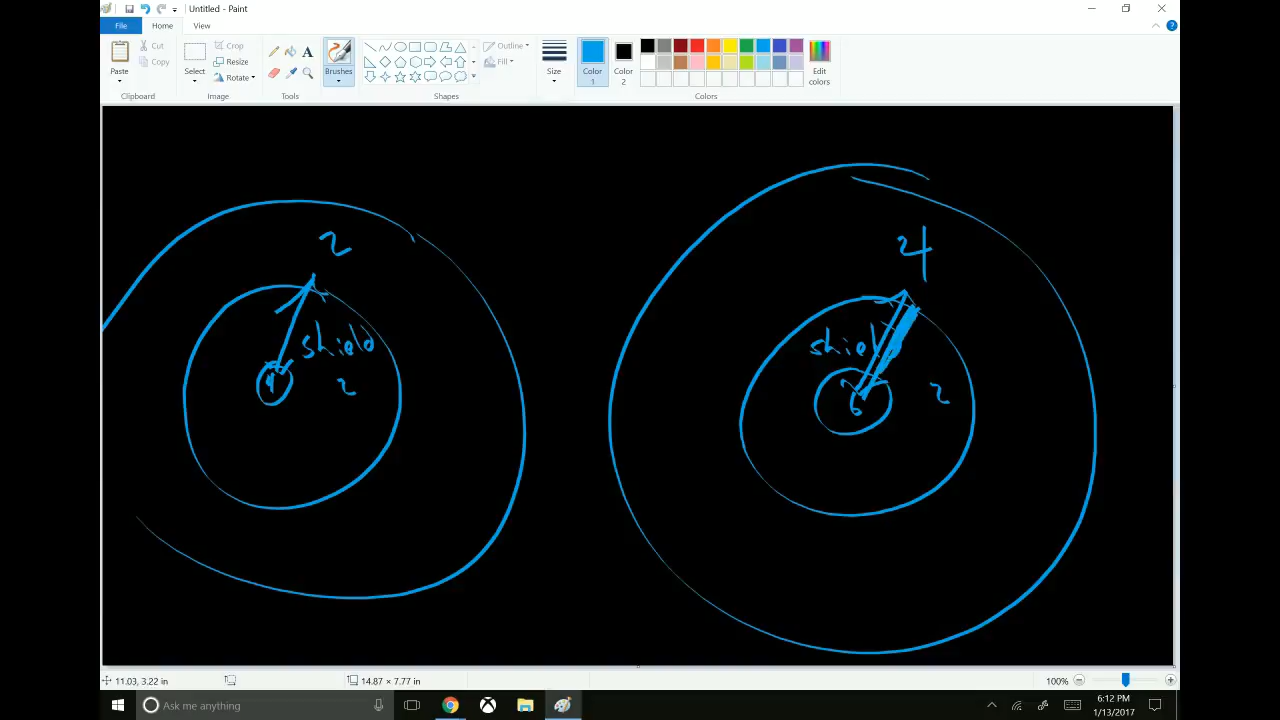 Untitled - Paint
File Home View
Paste
Cut
Copy
Clipboard
Select
Crop
Resize
Rotate
Image
Tools
Brushes
Shapes
Outline
Fill
Size
Color 1
Color 2
Colors
Edit colors
2
shield
4
2
4
shield
6
2
11.03, 3.22 in
14.87 × 7.77 in
100%
Ask me anything
6:12 PM
1/13/2017